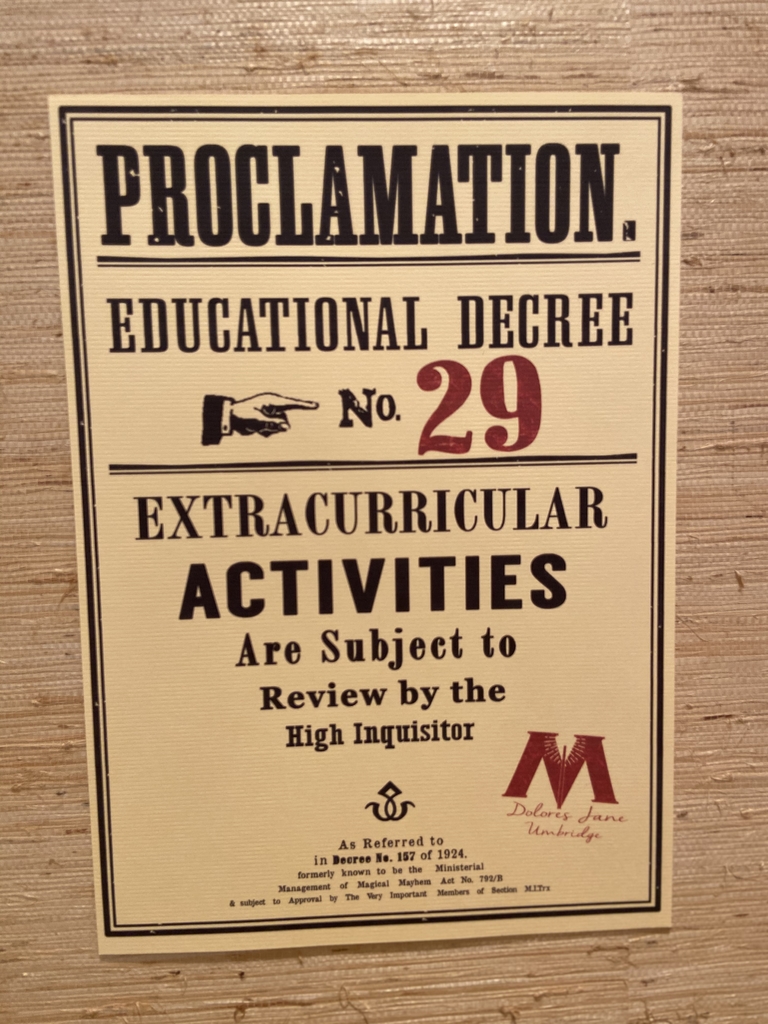 PROCLAMATION.
EDUCATIONAL DECREE
No. 29
EXTRACURRICULAR
ACTIVITIES
Are Subject to
Review by the
High Inquisitor
M
Dolores Jane
Umbridge
As Referred to
in Decree No. 157 of 1924.
formerly known to be the Ministerial
Management of Magical Mayhem Act No. 792/B
& subject to Approval by The Very Important Members of Section M.I.Trx